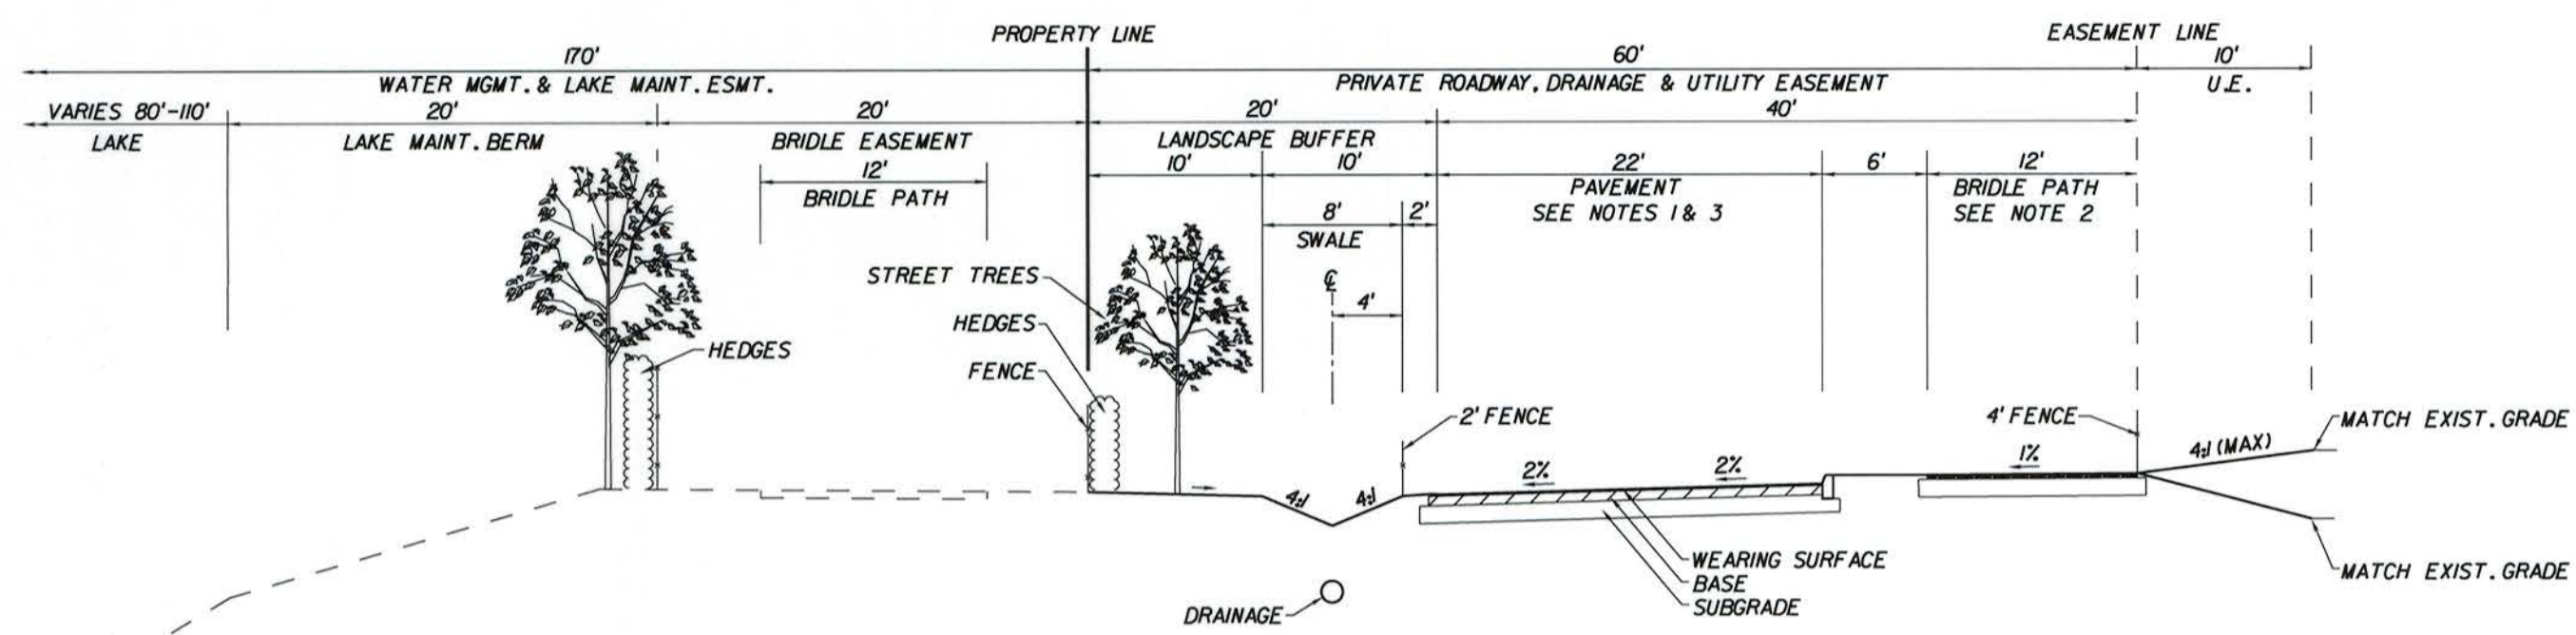 PROPERTY LINE
EASEMENT LINE
170'
60'
10'
WATER MGMT. & LAKE MAINT. ESMT.
PRIVATE ROADWAY, DRAINAGE & UTILITY EASEMENT
U.E.
VARIES 80'-110'
20'
20'
20'
40'
LAKE
LAKE MAINT. BERM
BRIDLE EASEMENT
LANDSCAPE BUFFER
12'
10'
10'
22'
6'
12'
BRIDLE PATH
PAVEMENT
SEE NOTES 1 & 3
BRIDLE PATH
SEE NOTE 2
8'
2'
SWALE
STREET TREES
℄
4'
HEDGES
HEDGES
FENCE
2' FENCE
4' FENCE
MATCH EXIST. GRADE
4:1 (MAX)
2%
2%
1%
4:1
4:1
WEARING SURFACE
BASE
SUBGRADE
MATCH EXIST. GRADE
DRAINAGE